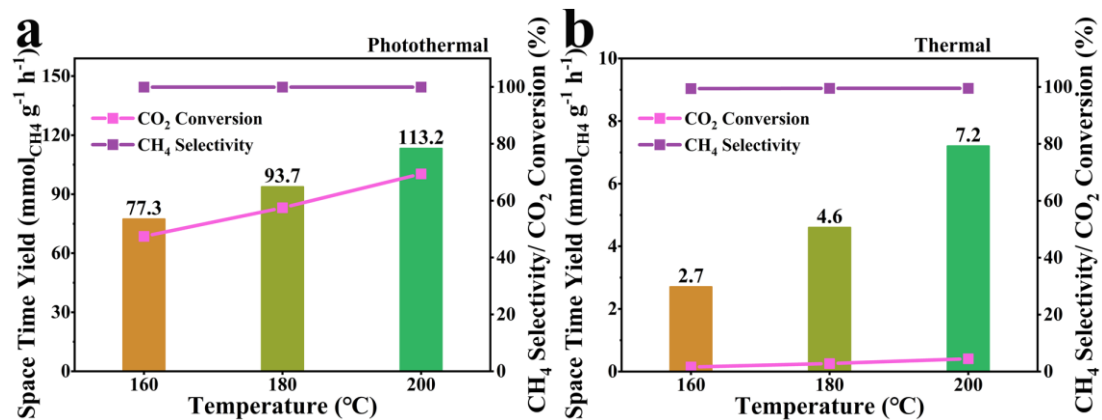 a
Photothermal
Space Time Yield (mmol_CH4 g⁻¹ h⁻¹)
150
120
90
60
30
0
CO₂ Conversion
CH₄ Selectivity
77.3
93.7
113.2
160
180
200
Temperature (°C)
100
80
60
40
20
0
CH₄ Selectivity/ CO₂ Conversion (%)
b
Thermal
Space Time Yield (mmol_CH4 g⁻¹ h⁻¹)
10
8
6
4
2
0
CO₂ Conversion
CH₄ Selectivity
2.7
4.6
7.2
160
180
200
Temperature (°C)
100
80
60
40
20
0
CH₄ Selectivity/ CO₂ Conversion (%)